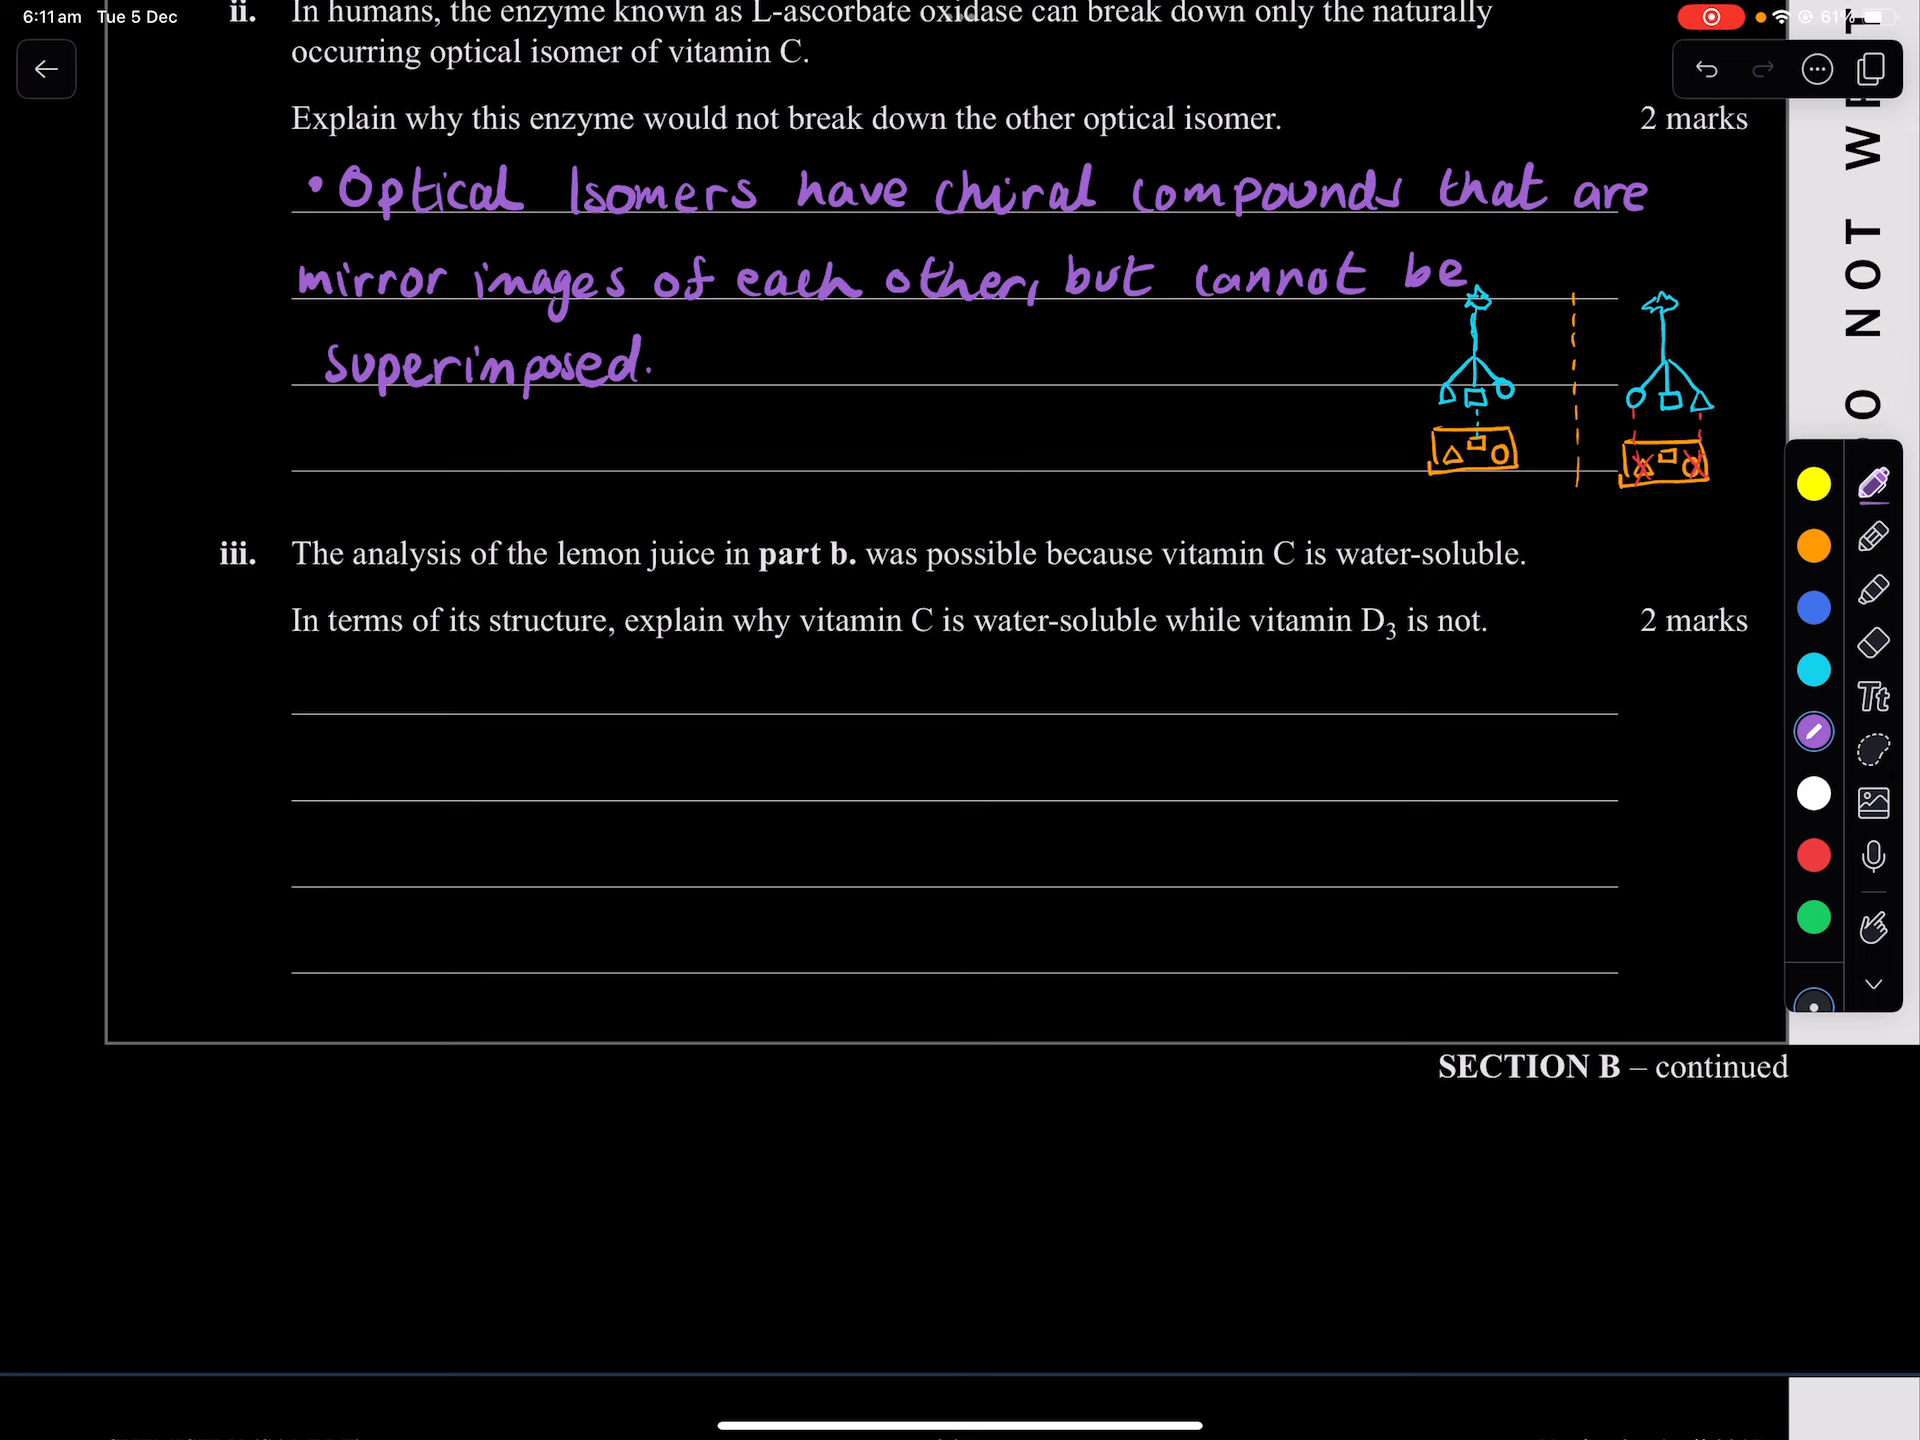 6:11 am Tue 5 Dec
61%
ii. In humans, the enzyme known as L-ascorbate oxidase can break down only the naturally
occurring optical isomer of vitamin C.
Explain why this enzyme would not break down the other optical isomer. 2 marks
• Optical Isomers have chiral compounds that are
mirror images of each other, but cannot be
superimposed.
iii. The analysis of the lemon juice in part b. was possible because vitamin C is water-soluble.
In terms of its structure, explain why vitamin C is water-soluble while vitamin D3 is not. 2 marks
SECTION B – continued
O NOT W
Tt